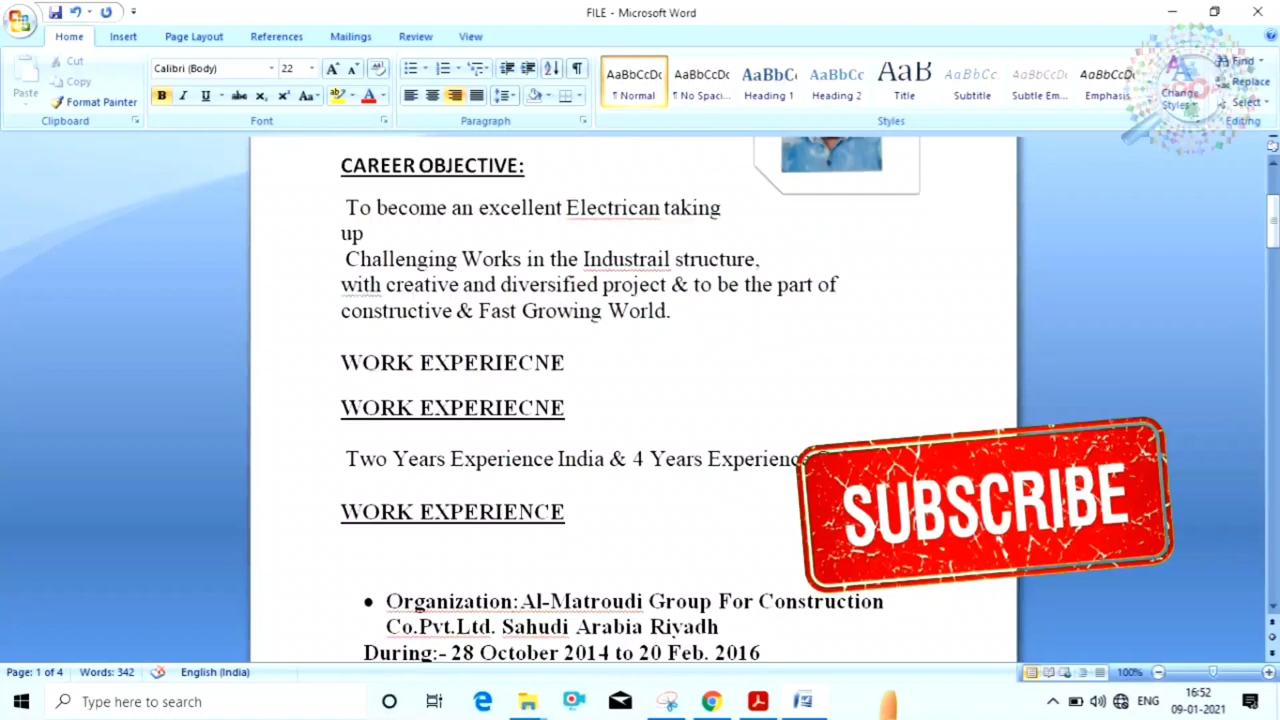 FILE - Microsoft Word
Home Insert Page Layout References Mailings Review View
Cut
Copy
Paste
Format Painter
Clipboard
Calibri (Body) 22
B I U abc X₂ X² Aa
Font
Paragraph
AaBbCcDc AaBbCcDc AaBbC AaBbCc AaB AaBbCc AaBbCcDc AaBbCcDc
¶ Normal ¶ No Spaci... Heading 1 Heading 2 Title Subtitle Subtle Em... Emphasis
Change Styles
Styles
Find
Replace
Select
Editing
CAREER OBJECTIVE:
To become an excellent Electrican taking
up
Challenging Works in the Industrail structure,
with creative and diversified project & to be the part of
constructive & Fast Growing World.
WORK EXPERIECNE
WORK EXPERIECNE
Two Years Experience India & 4 Years Experience
WORK EXPERIENCE
SUBSCRIBE
• Organization:Al-Matroudi Group For Construction
Co.Pvt.Ltd. Sahudi Arabia Riyadh
During:- 28 October 2014 to 20 Feb. 2016
Page: 1 of 4 Words: 342 English (India) 100%
Type here to search
ENG
16:52
09-01-2021